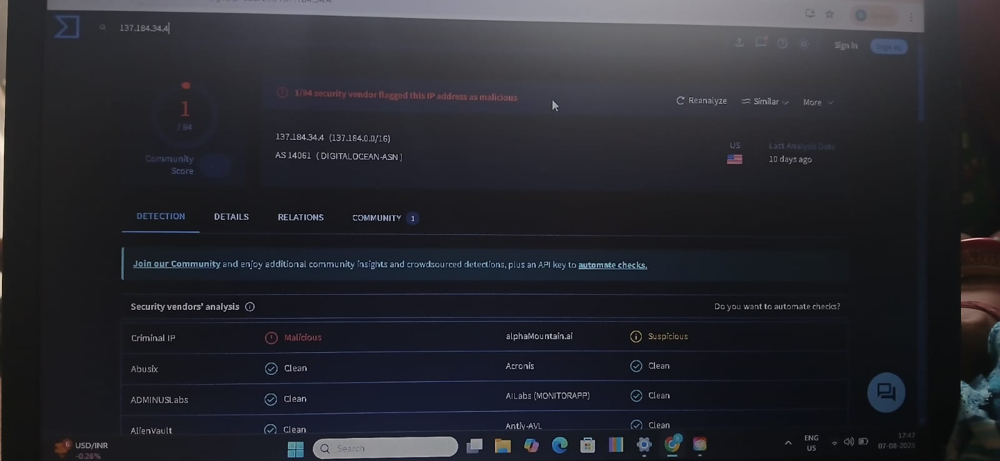 137.184.34.4
Sign in
Sign up
1/94 security vendor flagged this IP address as malicious
Reanalyze
Similar
More
1
/ 94
137.184.34.4 (137.184.0.0/16)
AS 14061 ( DIGITALOCEAN-ASN )
US
Last Analysis Date
10 days ago
Community
Score
DETECTION
DETAILS
RELATIONS
COMMUNITY 1
Join our Community and enjoy additional community insights and crowdsourced detections, plus an API key to automate checks.
Security vendors' analysis
Do you want to automate checks?
Criminal IP Malicious alphaMountain.ai Suspicious
Abusix Clean Acronis Clean
ADMINUSLabs Clean AILabs (MONITORAPP) Clean
AlienVault Clean Antiy-AVL Clean
6
USD/INR
-0.26%
Search
ENG
US
17:47
07-08-2025